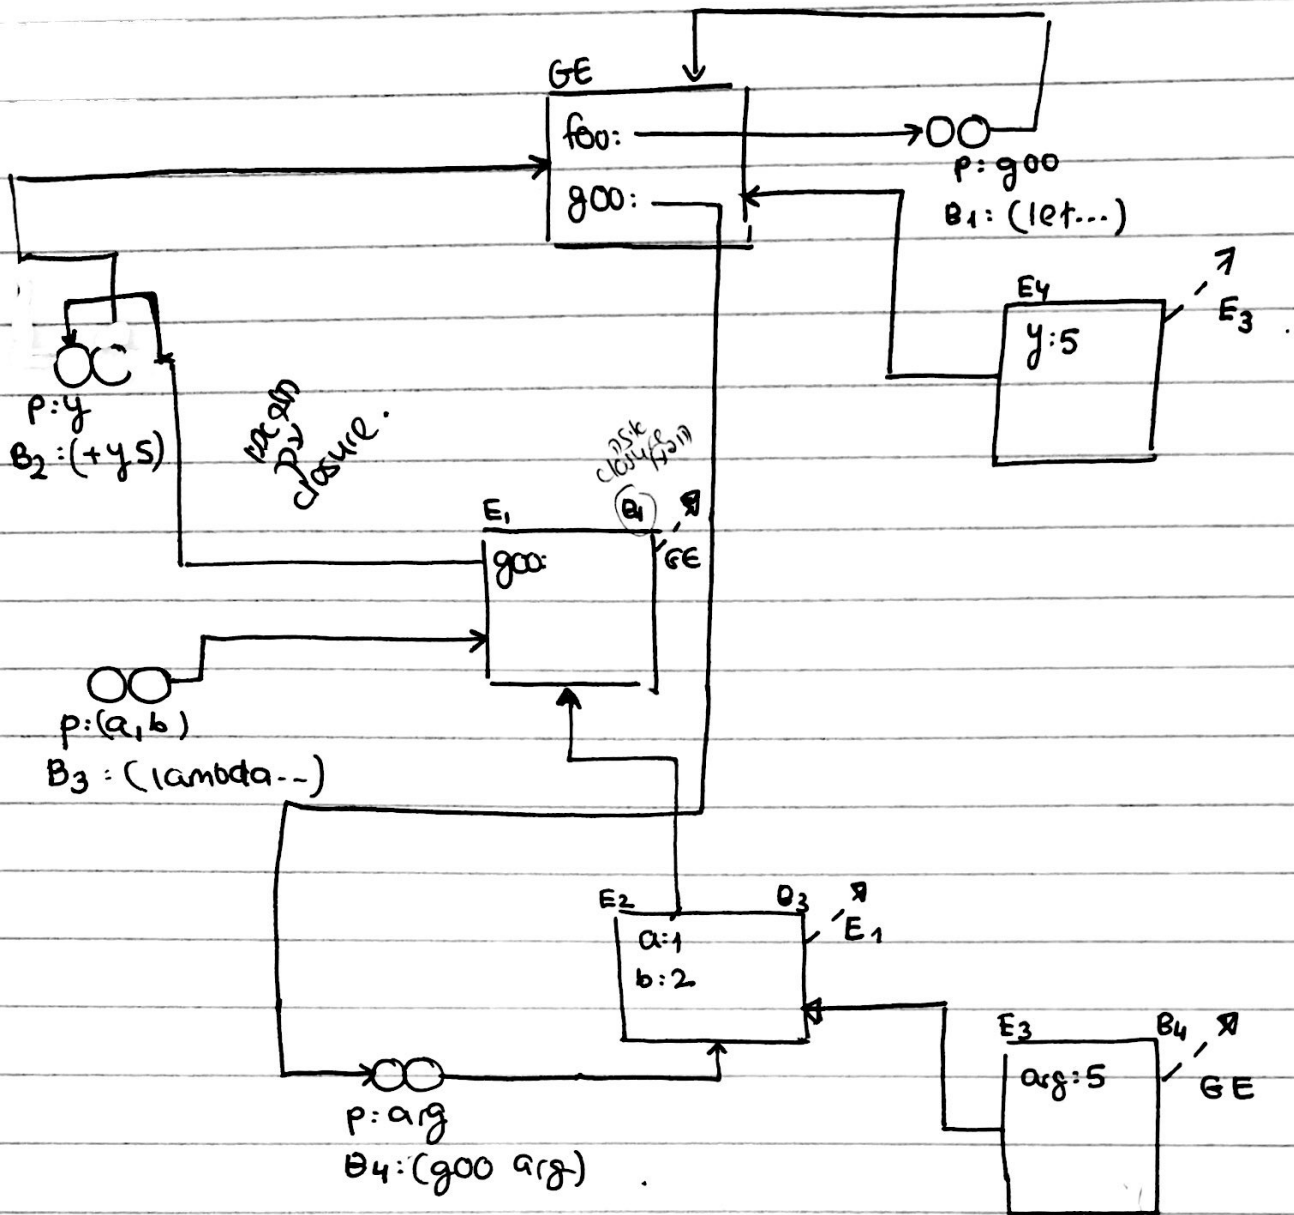 GE
foo:
p: goo
goo:
B1: (let...)
E4
E3
y:5
p:y
B2: (+ y 5)
closure.
closure
E1
B1
GE
goo:
p:(a,b)
B3: (lambda--)
E2
B3
E1
a:1
b:2
E3
B4
GE
arg:5
p: arg
B4: (goo arg)